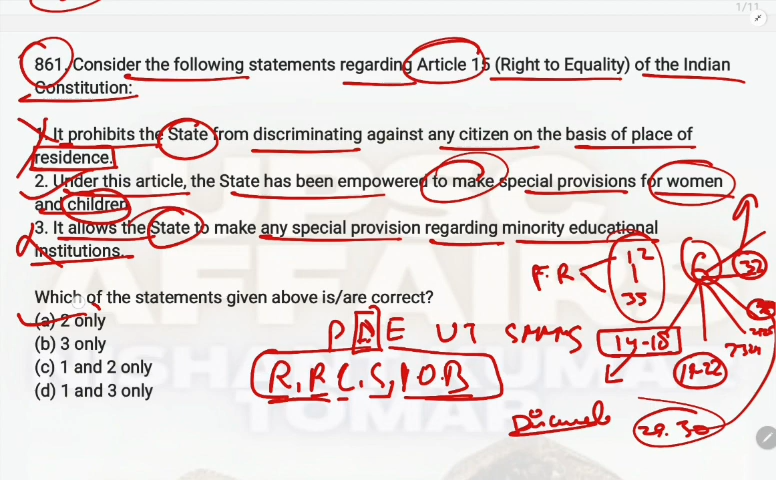 1/11
861. Consider the following statements regarding Article 15 (Right to Equality) of the Indian
Constitution:
1. It prohibits the State from discriminating against any citizen on the basis of place of
residence.
2. Under this article, the State has been empowered to make special provisions for women
and children
3. It allows the State to make any special provision regarding minority educational
institutions.
Which of the statements given above is/are correct?
(a) 2 only
(b) 3 only
(c) 1 and 2 only
(d) 1 and 3 only
UPSC
AFFAIRS
TOMAR
F.R
12
35
6
32
14-18
19-22
29.30
R, R C, S, P O.B